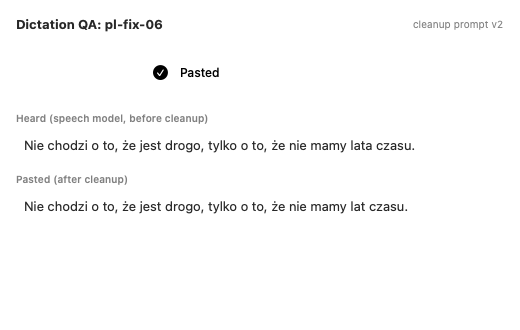 Dictation QA: pl-fix-06
cleanup prompt v2
Pasted
Heard (speech model, before cleanup)
Nie chodzi o to, że jest drogo, tylko o to, że nie mamy lata czasu.
Pasted (after cleanup)
Nie chodzi o to, że jest drogo, tylko o to, że nie mamy lat czasu.